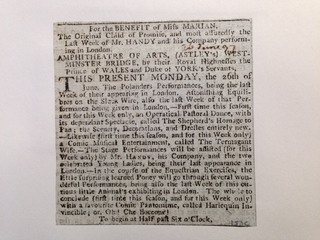 For the BENEFIT of Miss MARIAN,
The Original Child of Promise, and most assuredly the
Last Week of Mr. HANDY and his Company perform-
ing in London.
AMPHITHEATRE OF ARTS, (ASTLEY's) WEST-
MINSTER BRIDGE, by their Royal Highnesses the
Prince of WALES and Duke of YORK's Servants,
THIS PRESENT MONDAY, the 26th of
June, The Polanders Performances, being the last
Week of their appearing in London. Astonishing Equili-
bres on the Slack Wire, also the last Week of that Per-
formance being given in London,—First time this season,
and for this Week only, an Operatical Pastoral Dance, with
its dependant Spectacle, called The Shepherd's Homage to
Pan; the Scenery, Decorations, and Dresses entirely new.
—Likewise first time this season, and for this Week only
a Comic Musical Entertainment, called The Termagant
Wife.—The Stage Performances will be assisted (for this
Week only) by Mr. HANDY, his Company, and the two
celebrated Young Ladies, being their last appearance in
London.—In the course of the Equestrian Exercises, the
Little surprising learned Poney will go through several won-
derful Performances, being also the last Week of this cu-
rious little Animal's exhibiting in London. The whole to
conclude first time this season, and for this Week only)
with a favourite Comic Pantomime, called Harlequin In-
vincible; or, Oh! Che Boccone!
To begin at Half past Six o'Clock.